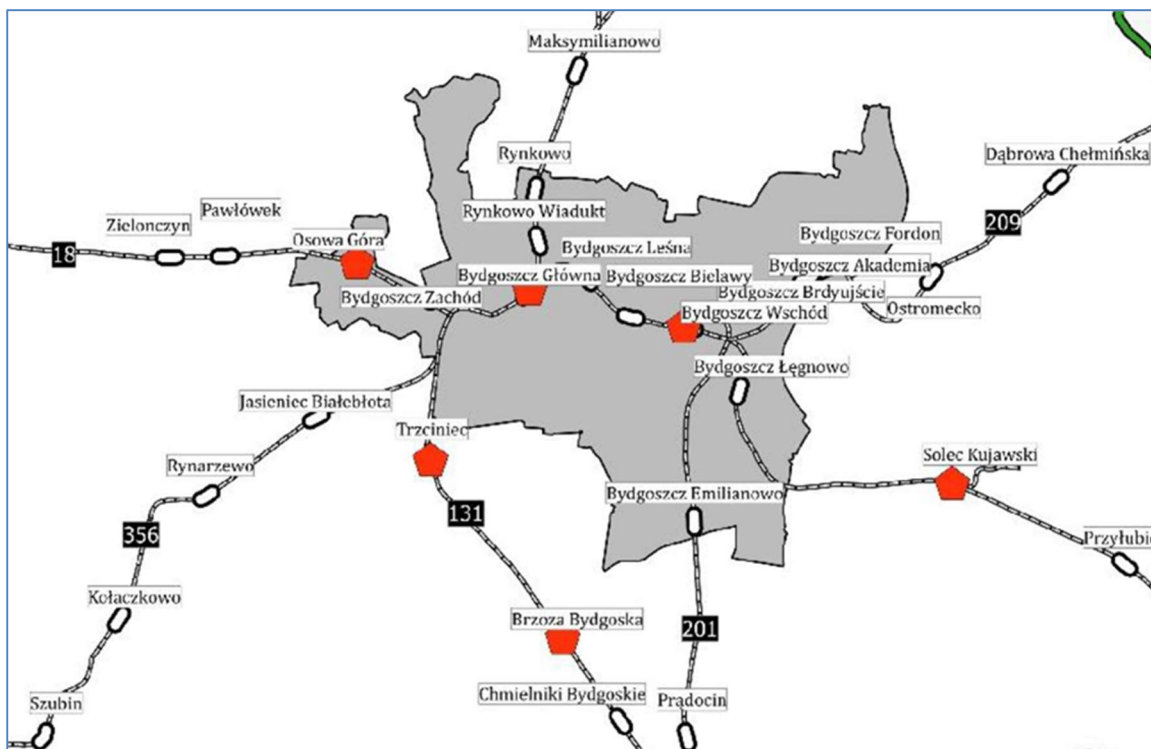 Maksymilianowo
Rynkowo
Dąbrowa Chełmińska
Zielonczyn
Pawłówek
Rynkowo Wiadukt
209
18
Osowa Góra
Bydgoszcz Leśna
Bydgoszcz Fordon
Bydgoszcz Główna
Bydgoszcz Bielawy
Bydgoszcz Akademia
Bydgoszcz Zachód
Bydgoszcz Brdyujście
Ostromecko
Bydgoszcz Wschód
Bydgoszcz Łęgnowo
Jasieniec Białebłota
Trzciniec
Solec Kujawski
Rynarzewo
Bydgoszcz Emilianowo
131
356
Przyłubie
Kołaczkowo
Brzoza Bydgoska
201
Szubin
Chmielniki Bydgoskie
Pradocin